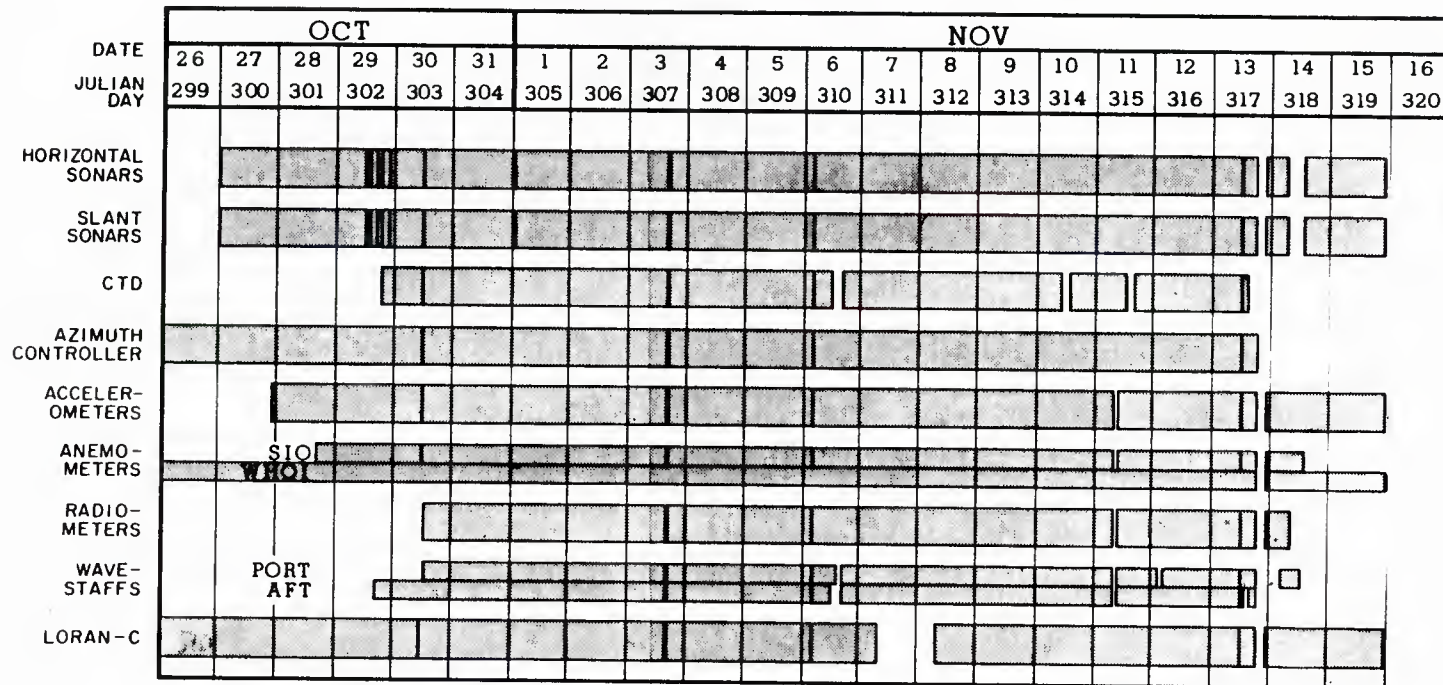 OCT NOV
DATE 26 27 28 29 30 31 1 2 3 4 5 6 7 8 9 10 11 12 13 14 15 16
JULIAN DAY 299 300 301 302 303 304 305 306 307 308 309 310 311 312 313 314 315 316 317 318 319 320
HORIZONTAL
SONARS
SLANT
SONARS
CTD
AZIMUTH
CONTROLLER
ACCELER-
OMETERS
ANEMO- SIO
METERS WHOI
RADIO-
METERS
WAVE- PORT
STAFFS AFT
LORAN-C